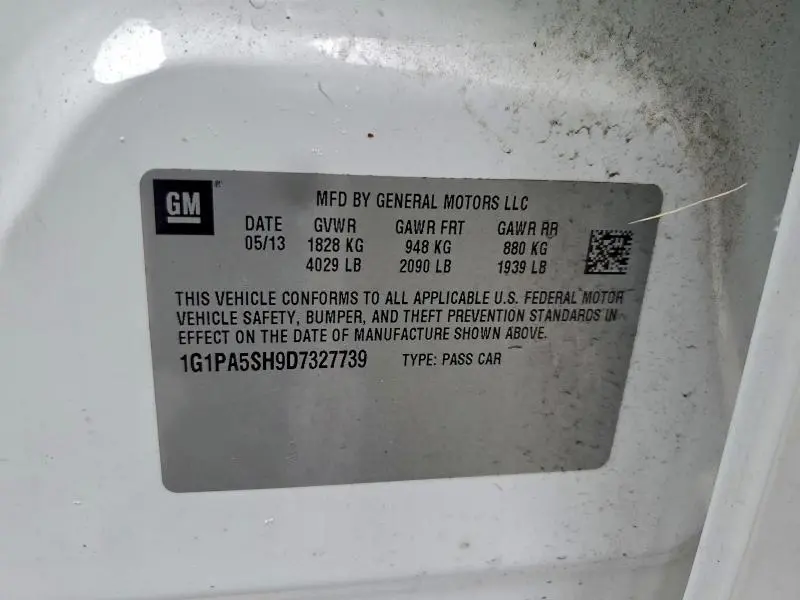 GM
MFD BY GENERAL MOTORS LLC
DATE GVWR GAWR FRT GAWR RR
05/13 1828 KG 948 KG 880 KG
4029 LB 2090 LB 1939 LB
THIS VEHICLE CONFORMS TO ALL APPLICABLE U.S. FEDERAL MOTOR
VEHICLE SAFETY, BUMPER, AND THEFT PREVENTION STANDARDS IN
EFFECT ON THE DATE OF MANUFACTURE SHOWN ABOVE.
1G1PA5SH9D7327739 TYPE: PASS CAR